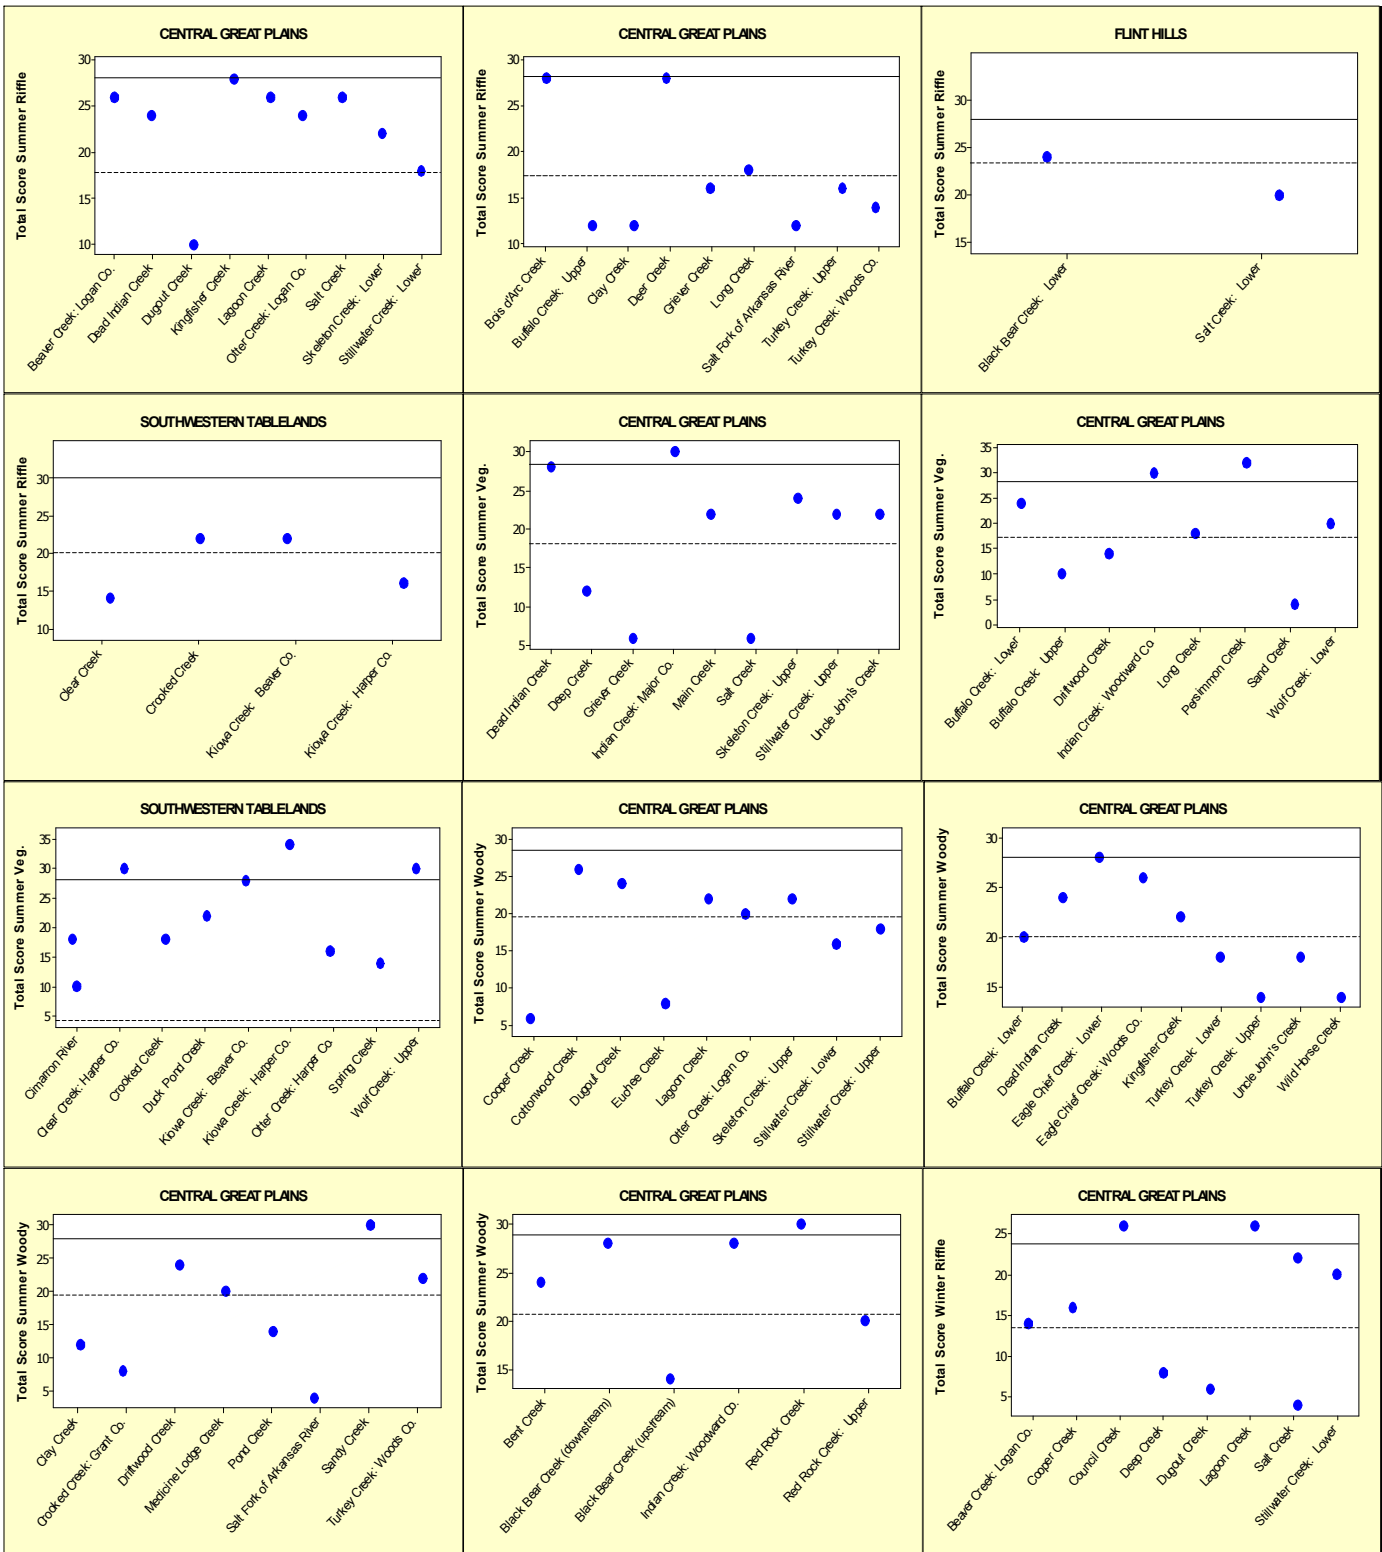 CENTRAL GREAT PLAINS
Total Score Summer Riffle
30
25
20
15
10
Beaver Creek: Logan Co.
Dead Indian Creek
Dugout Creek
Kingfisher Creek
Lagoon Creek
Otter Creek: Logan Co.
Salt Creek
Skeleton Creek: Lower
Stillwater Creek: Lower
CENTRAL GREAT PLAINS
Total Score Summer Riffle
30
25
20
15
10
Bois d'Arc Creek
Buffalo Creek: Upper
Clay Creek
Deer Creek
Griever Creek
Long Creek
Salt Fork of Arkansas River
Turkey Creek: Upper
Turkey Creek: Woods Co.
FLINT HILLS
Total Score Summer Riffle
30
25
20
15
Black Bear Creek: Lower
Salt Creek: Lower
SOUTHWESTERN TABLELANDS
Total Score Summer Riffle
30
25
20
15
10
Clear Creek
Crooked Creek
Kiowa Creek: Beaver Co.
Kiowa Creek: Harper Co.
CENTRAL GREAT PLAINS
Total Score Summer Veg.
30
25
20
15
10
5
Dead Indian Creek
Deep Creek
Griever Creek
Indian Creek: Major Co.
Main Creek
Salt Creek
Skeleton Creek: Upper
Stillwater Creek: Upper
Uncle John's Creek
CENTRAL GREAT PLAINS
Total Score Summer Veg.
35
30
25
20
15
10
5
0
Buffalo Creek: Lower
Buffalo Creek: Upper
Driftwood Creek
Indian Creek: Woodward Co.
Long Creek
Persimmon Creek
Sand Creek
Wolf Creek: Lower
SOUTHWESTERN TABLELANDS
Total Score Summer Veg.
35
30
25
20
15
10
5
Cimarron River
Clear Creek: Harper Co.
Crooked Creek
Duck Pond Creek
Kiowa Creek: Beaver Co.
Kiowa Creek: Harper Co.
Otter Creek: Harper Co.
Spring Creek
Wolf Creek: Upper
CENTRAL GREAT PLAINS
Total Score Summer Woody
30
25
20
15
10
5
Cooper Creek
Cottonwood Creek
Dugout Creek
Euchee Creek
Lagoon Creek
Otter Creek: Logan Co.
Skeleton Creek: Upper
Stillwater Creek: Lower
Stillwater Creek: Upper
CENTRAL GREAT PLAINS
Total Score Summer Woody
30
25
20
15
Buffalo Creek: Lower
Dead Indian Creek
Eagle Chief Creek: Lower
Eagle Chief Creek: Woods Co.
Kingfisher Creek
Turkey Creek: Lower
Turkey Creek: Upper
Uncle John's Creek
Wild Horse Creek
CENTRAL GREAT PLAINS
Total Score Summer Woody
30
25
20
15
10
5
Clay Creek
Crooked Creek: Grant Co.
Driftwood Creek
Medicine Lodge Creek
Pond Creek
Salt Fork of Arkansas River
Sandy Creek
Turkey Creek: Woods Co.
CENTRAL GREAT PLAINS
Total Score Summer Woody
30
25
20
15
Bent Creek
Black Bear Creek (downstream)
Black Bear Creek (upstream)
Indian Creek: Woodward Co.
Red Rock Creek
Red Rock Creek: Upper
CENTRAL GREAT PLAINS
Total Score Winter Riffle
25
20
15
10
5
Beaver Creek: Logan Co.
Cooper Creek
Council Creek
Deep Creek
Dugout Creek
Lagoon Creek
Salt Creek
Stillwater Creek: Lower